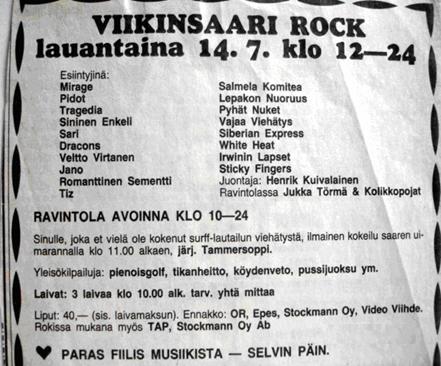 VIIKINSAARI ROCK
lauantaina 14. 7. klo 12—24
Esiintyjinä:
Mirage
Pidot
Tragedia
Sininen Enkeli
Sari
Dracons
Veltto Virtanen
Jano
Romanttinen Sementti
Tiz
Salmela Komitea
Lepakon Nuoruus
Pyhät Nuket
Vajaa Viehätys
Siberian Express
White Heat
Irwinin Lapset
Sticky Fingers
Juontaja: Henrik Kuivalainen
Ravintolassa Jukka Törmä & Kolikkopojat
RAVINTOLA AVOINNA KLO 10—24
Sinulle, joka et vielä ole kokenut surff-lautailun viehätystä, ilmainen kokeilu saaren ui-
marannalla klo 11.00 alkaen, järj. Tammersoppi.
Yleisökilpailuja: pienoisgolf, tikanheitto, köydenveto, pussijuoksu ym.
Laivat: 3 laivaa klo 10.00 alk. tarv. yhtä mittaa
Liput: 40,— (sis. laivamaksun). Ennakko: OR, Epes, Stockmann Oy, Video Viihde.
Rokissa mukana myös TAP, Stockmann Oy Ab
♥ PARAS FIILIS MUSIIKISTA — SELVIN PÄIN.